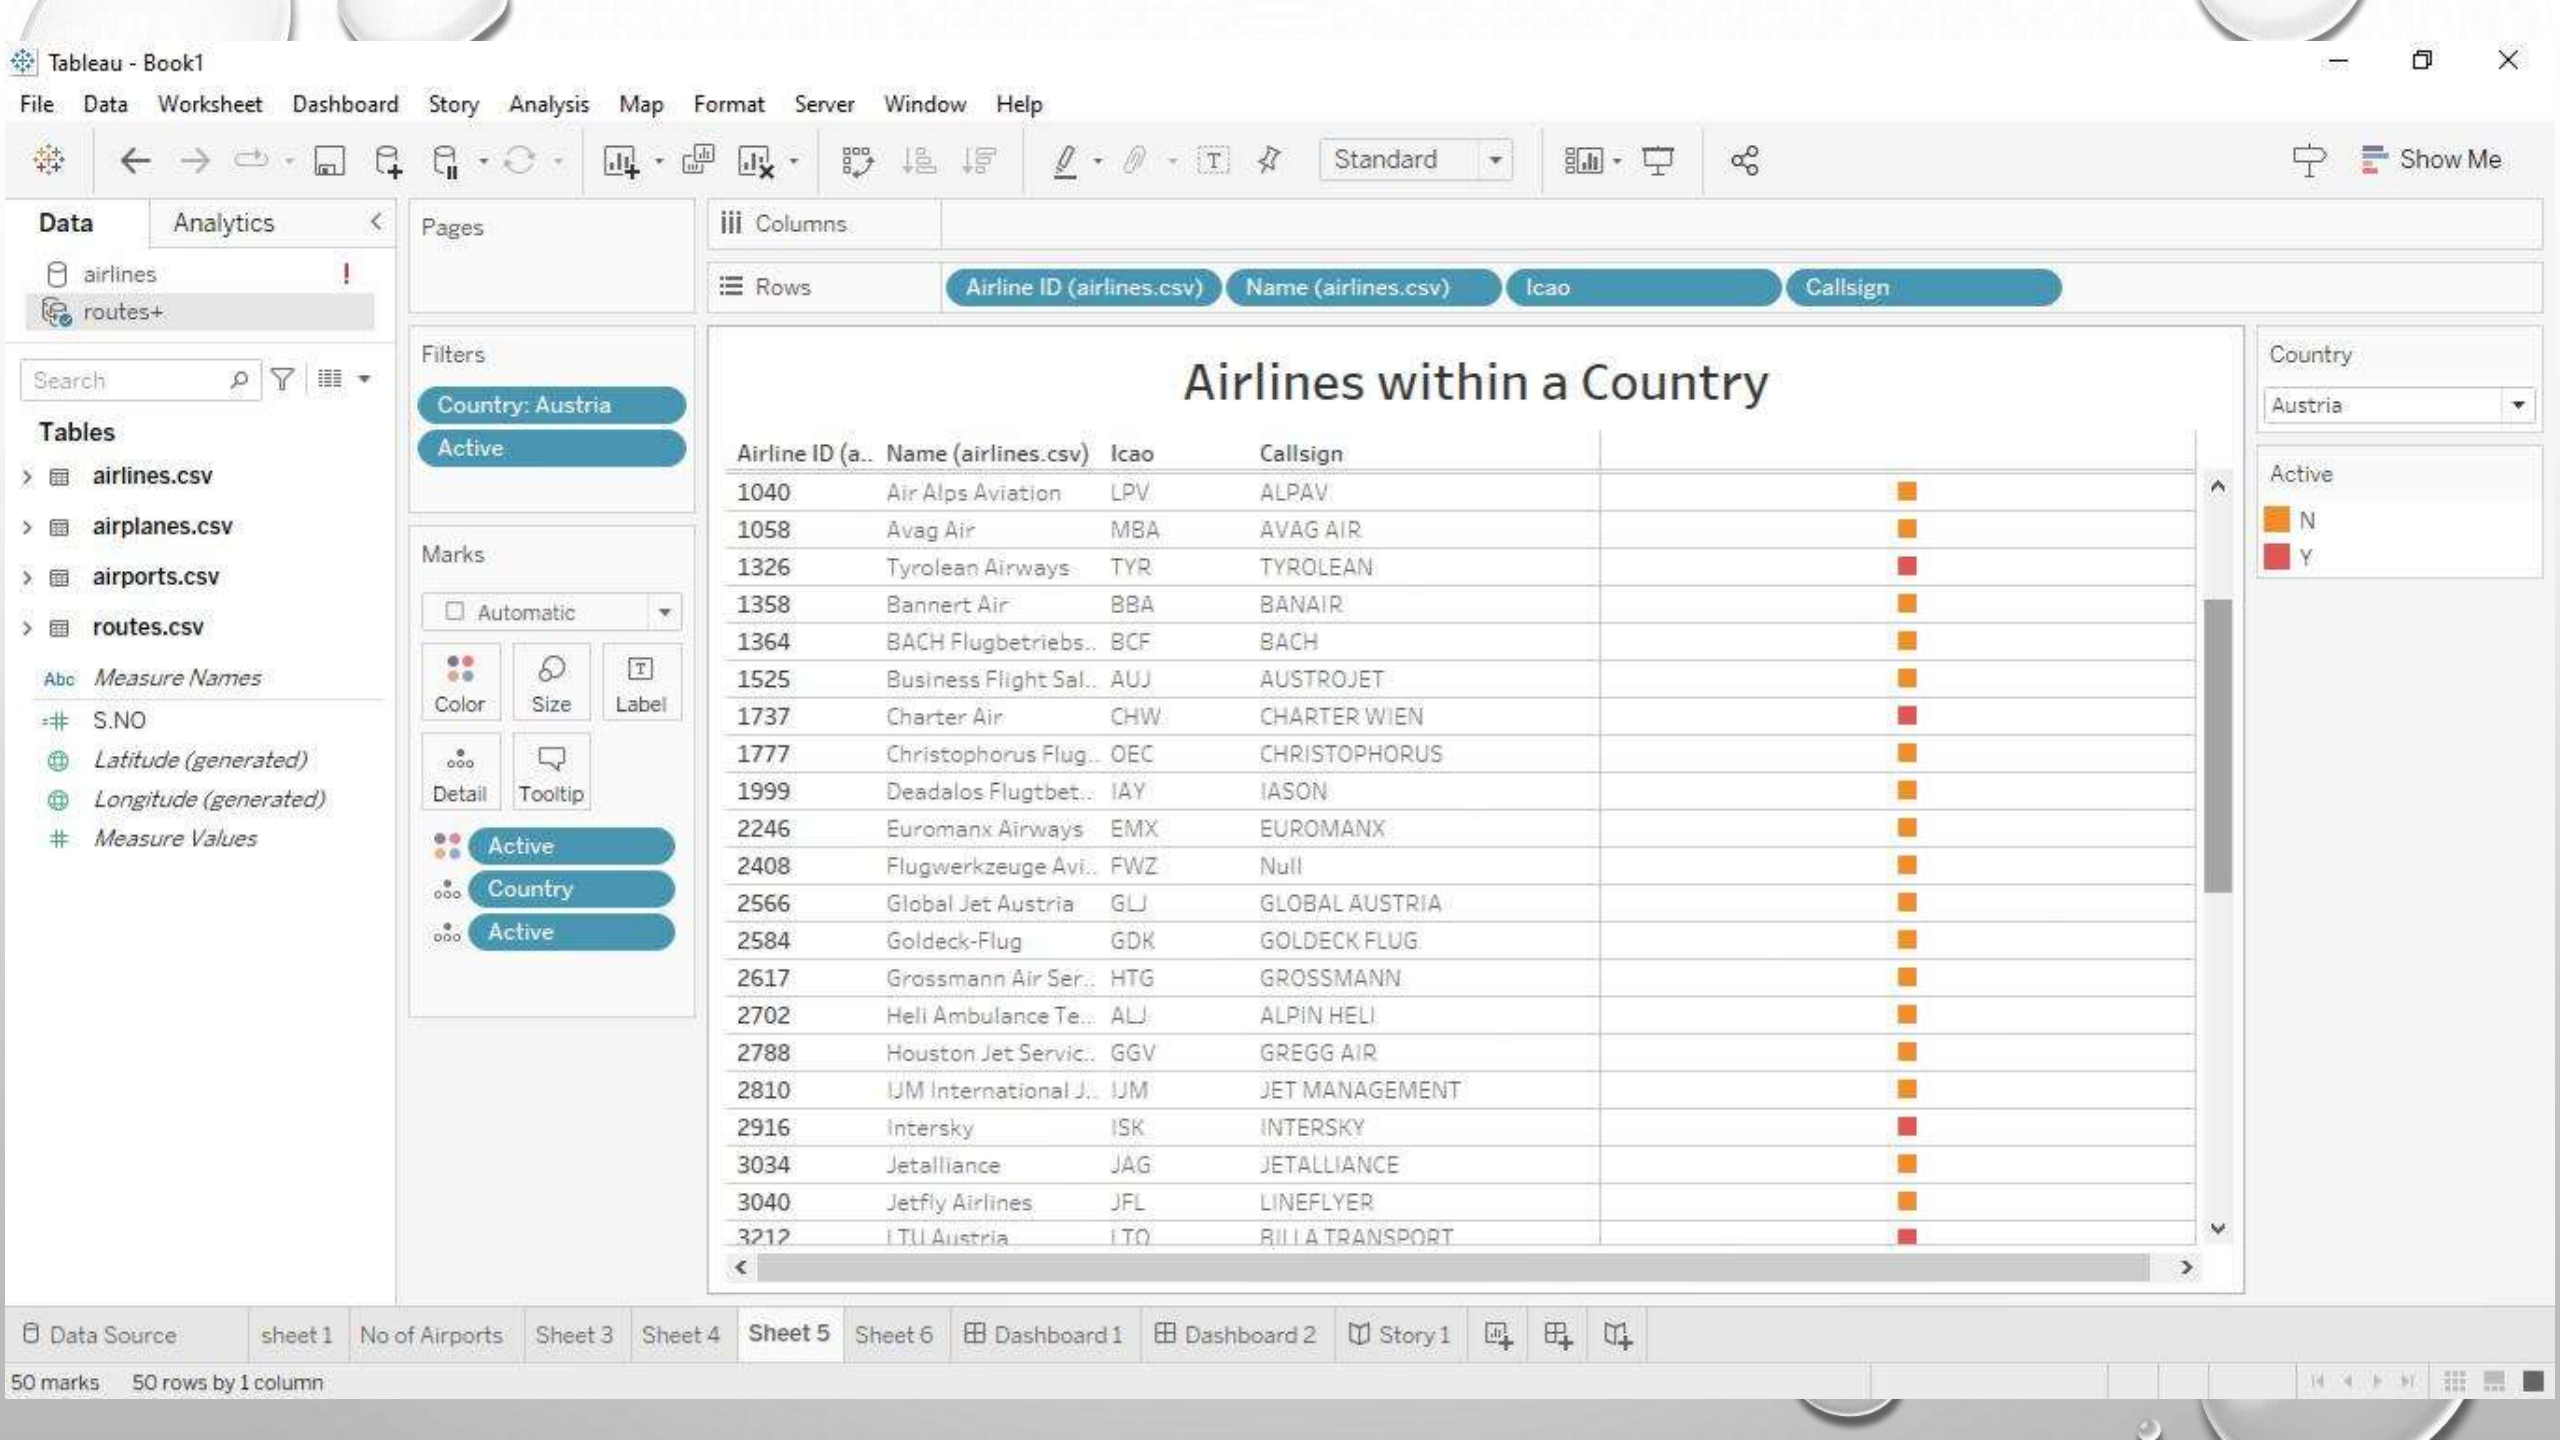 Tableau - Book1
File Data Worksheet Dashboard Story Analysis Map Format Server Window Help
Standard
Show Me
Data Analytics
airlines !
routes+
Search
Tables
airlines.csv
airplanes.csv
airports.csv
routes.csv
Abc Measure Names
S.NO
Latitude (generated)
Longitude (generated)
Measure Values
Pages
Filters
Country: Austria
Active
Marks
Automatic
Color Size Label
Detail Tooltip
Active
Country
Active
Columns
Rows Airline ID (airlines.csv) Name (airlines.csv) Icao Callsign
Airlines within a Country
Airline ID (a.. Name (airlines.csv) Icao Callsign
1040 Air Alps Aviation LPV ALPAV
1058 Avag Air MBA AVAG AIR
1326 Tyrolean Airways TYR TYROLEAN
1358 Bannert Air BBA BANAIR
1364 BACH Flugbetriebs.. BCF BACH
1525 Business Flight Sal.. AUJ AUSTROJET
1737 Charter Air CHW CHARTER WIEN
1777 Christophorus Flug.. OEC CHRISTOPHORUS
1999 Deadalos Flugtbet.. IAY IASON
2246 Euromanx Airways EMX EUROMANX
2408 Flugwerkzeuge Avi.. FWZ Null
2566 Global Jet Austria GLJ GLOBAL AUSTRIA
2584 Goldeck-Flug GDK GOLDECK FLUG
2617 Grossmann Air Ser.. HTG GROSSMANN
2702 Heli Ambulance Te... ALJ ALPIN HELI
2788 Houston Jet Servic.. GGV GREGG AIR
2810 IJM International J.. IJM JET MANAGEMENT
2916 Intersky ISK INTERSKY
3034 Jetalliance JAG JETALLIANCE
3040 Jetfly Airlines JFL LINEFLYER
3212 LTU Austria LTO BILLA TRANSPORT
Country
Austria
Active
N
Y
Data Source sheet 1 No of Airports Sheet 3 Sheet 4 Sheet 5 Sheet 6 Dashboard 1 Dashboard 2 Story 1
50 marks 50 rows by 1 column